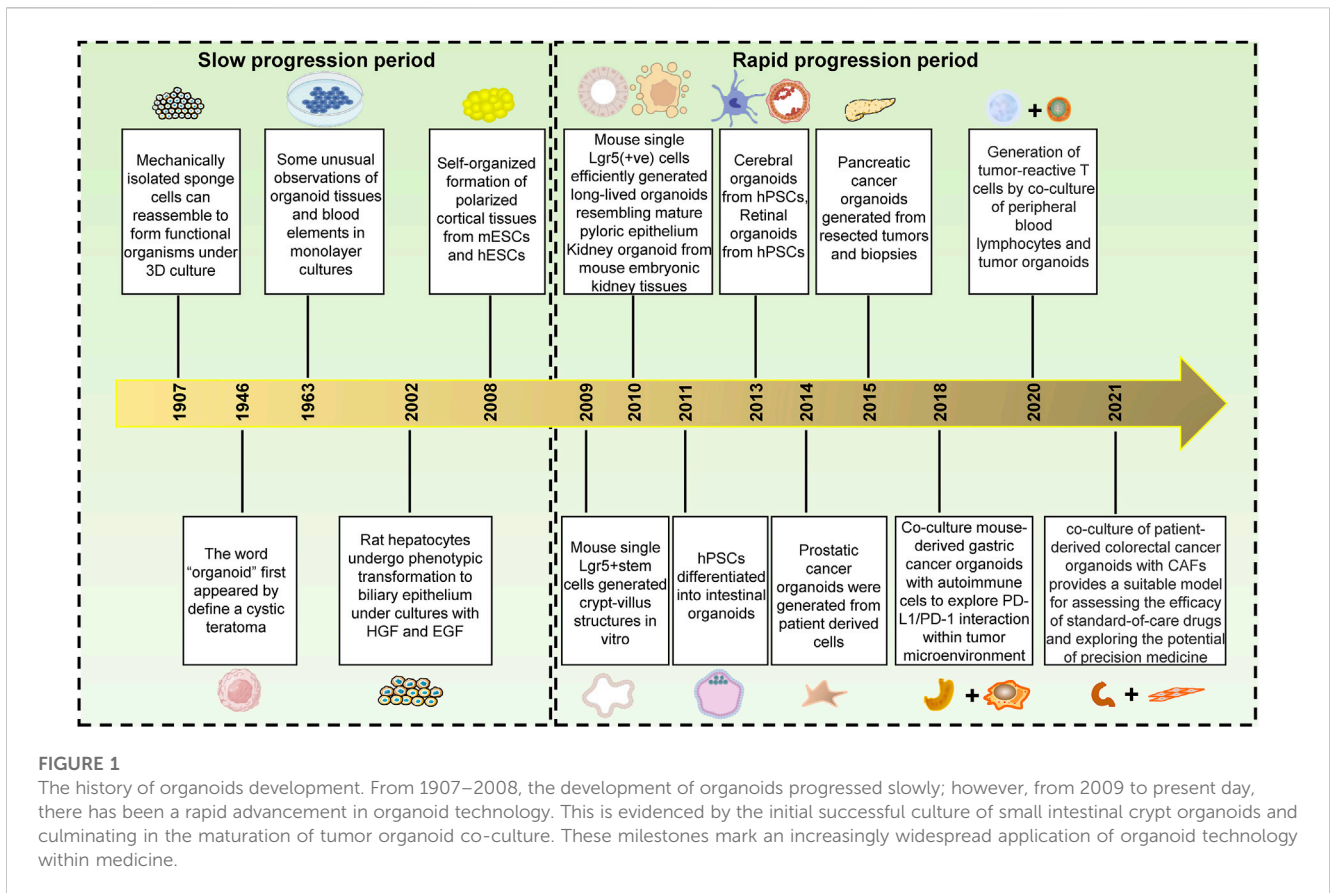 Slow progression period
Rapid progression period
Mechanically
isolated sponge
cells can
reassemble to
form functional
organisms under
3D culture
Some unusual
observations of
organoid tissues
and blood
elements in
monolayer
cultures
Self-organized
formation of
polarized
cortical tissues
from mESCs
and hESCs
Mouse single
Lgr5(+ve) cells
efficiently generated
long-lived organoids
resembling mature
pyloric epithelium
Kidney organoid from
mouse embryonic
kidney tissues
Cerebral
organoids
from hPSCs,
Retinal
organoids
from hPSCs
Pancreatic
cancer
organoids
generated from
resected tumors
and biopsies
Generation of
tumor-reactive T
cells by co-culture
of peripheral
blood
lymphocytes and
tumor organoids
+
1907
1946
1963
2002
2008
2009
2010
2011
2013
2014
2015
2018
2020
2021
The word
“organoid” first
appeared by
define a cystic
teratoma
Rat hepatocytes
undergo phenotypic
transformation to
biliary epithelium
under cultures with
HGF and EGF
Mouse single
Lgr5+stem
cells generated
crypt-villus
structures in
vitro
hPSCs
differentiated
into intestinal
organoids
Prostatic
cancer
organoids were
generated from
patient derived
cells
Co-culture mouse-
derived gastric
cancer organoids
with autoimmune
cels to explore PD-
L1/PD-1 interaction
within tumor
microenvironment
co-culture of patient-
derived colorectal cancer
organoids with CAFs
provides a suitable model
for assessing the efficacy
of standard-of-care drugs
and exploring the potential
of precision medicine
+
+
FIGURE 1
The history of organoids development. From 1907–2008, the development of organoids progressed slowly; however, from 2009 to present day,
there has been a rapid advancement in organoid technology. This is evidenced by the initial successful culture of small intestinal crypt organoids and
culminating in the maturation of tumor organoid co-culture. These milestones mark an increasingly widespread application of organoid technology
within medicine.